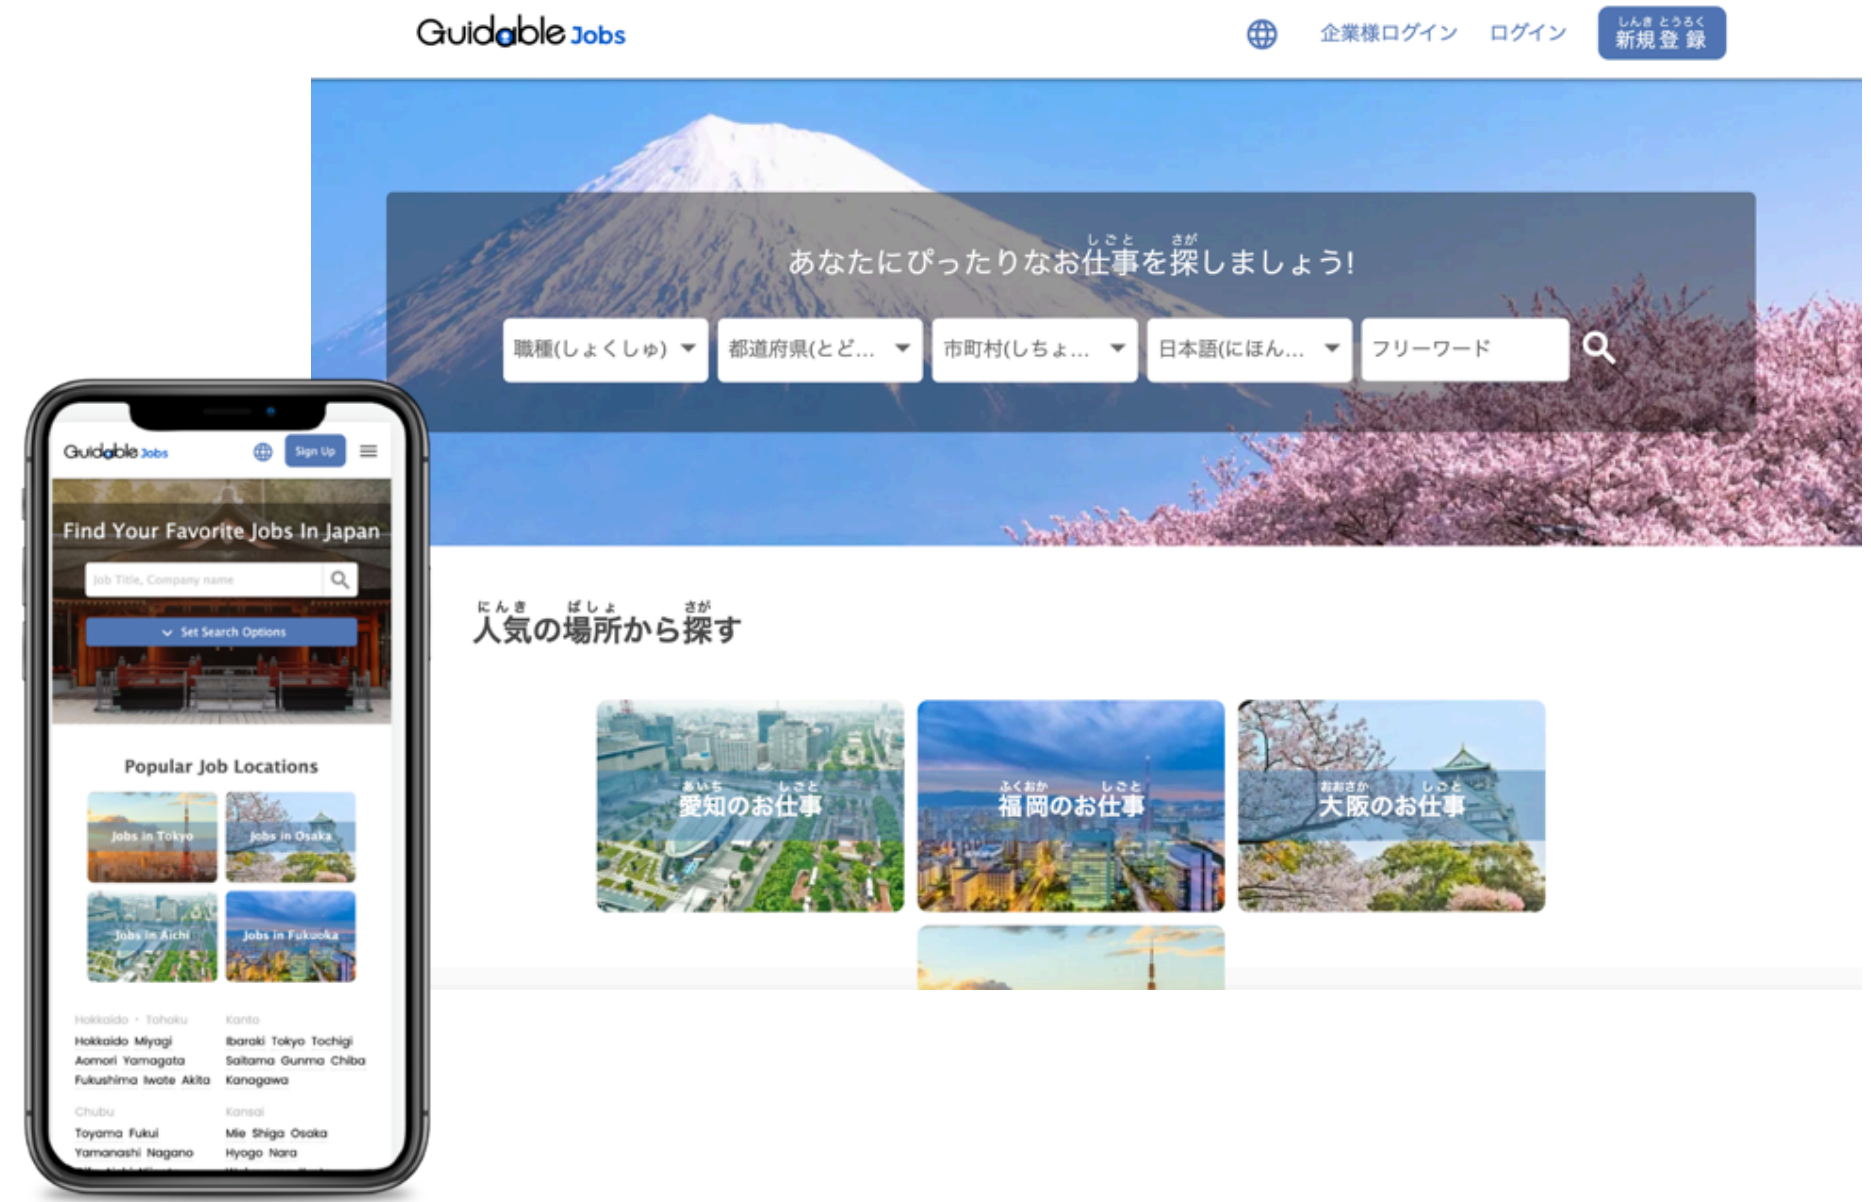 Guidable Jobs
企業様ログイン
ログイン
しんき とうろく
新規登録
しごと さが
あなたにぴったりなお仕事を探しましょう!
職種(しょくしゅ)
都道府県(とど...
市町村(しちょ...
日本語(にほん...
フリーワード
にんき ばしょ さが
人気の場所から探す
あいち しごと
愛知のお仕事
ふくおか しごと
福岡のお仕事
おおさか しごと
大阪のお仕事
Guidable Jobs
Sign Up
Find Your Favorite Jobs In Japan
Job Title, Company name
Set Search Options
Popular Job Locations
Jobs in Tokyo
Jobs in Osaka
Jobs in Aichi
Jobs in Fukuoka
Hokkaido・Tohoku
Hokkaido Miyagi
Aomori Yamagata
Fukushima Iwate Akita
Kanto
Ibaraki Tokyo Tochigi
Saitama Gunma Chiba
Kanagawa
Chubu
Toyama Fukui
Yamanashi Nagano
Kansai
Mie Shiga Osaka
Hyogo Nara